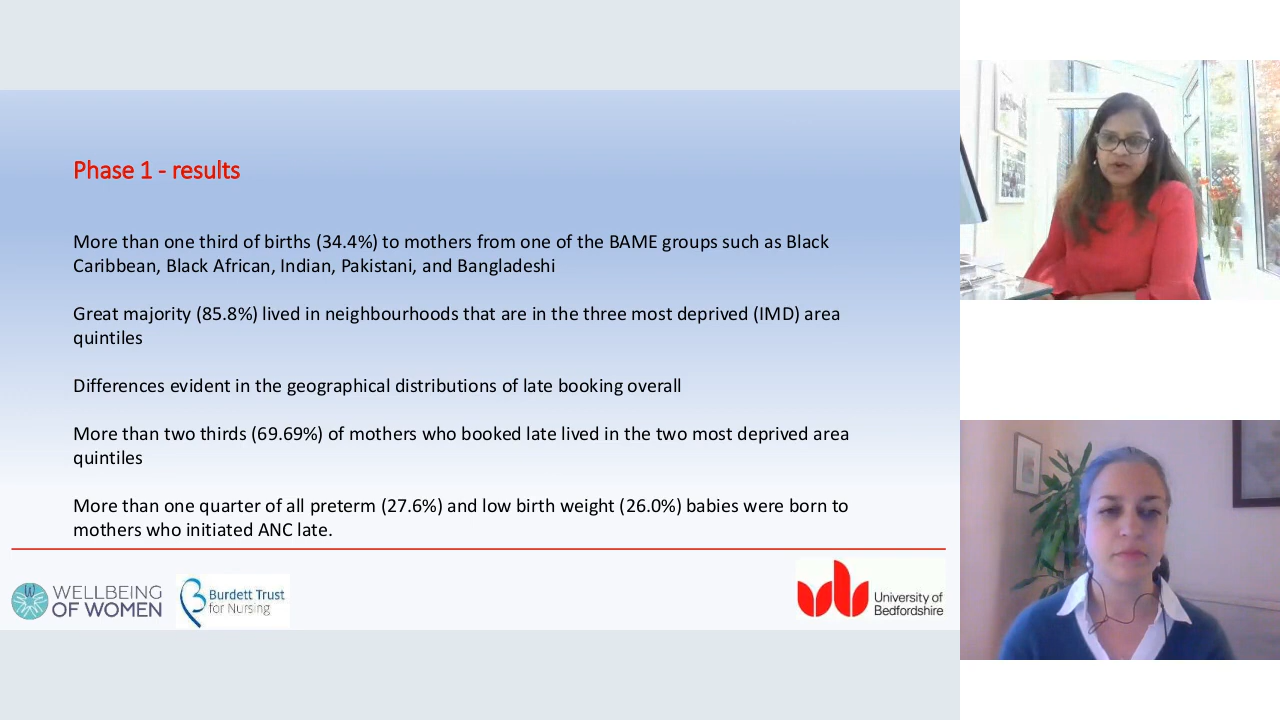 Phase 1 - results
More than one third of births (34.4%) to mothers from one of the BAME groups such as Black
Caribbean, Black African, Indian, Pakistani, and Bangladeshi
Great majority (85.8%) lived in neighbourhoods that are in the three most deprived (IMD) area
quintiles
Differences evident in the geographical distributions of late booking overall
More than two thirds (69.69%) of mothers who booked late lived in the two most deprived area
quintiles
More than one quarter of all preterm (27.6%) and low birth weight (26.0%) babies were born to
mothers who initiated ANC late.
WELLBEING
OF WOMEN
Burdett Trust
for Nursing
University of
Bedfordshire